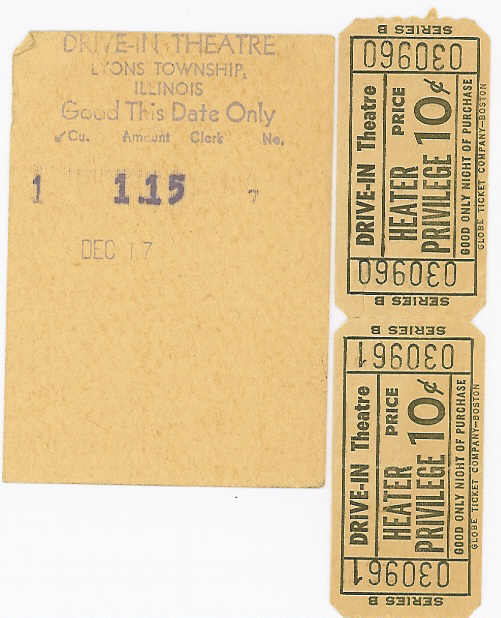 DRIVE-IN THEATRE
LYONS TOWNSHIP,
ILLINOIS
Good This Date Only
Cu. Amount Clerk No.
1 1.15 7
DEC 17
SERIES B
030960
DRIVE-IN Theatre
HEATER PRICE
PRIVILEGE 10¢
GOOD ONLY NIGHT OF PURCHASE
GLOBE TICKET COMPANY—BOSTON
030960
SERIES B
SERIES B
030961
DRIVE-IN Theatre
HEATER PRICE
PRIVILEGE 10¢
GOOD ONLY NIGHT OF PURCHASE
GLOBE TICKET COMPANY—BOSTON
030961
SERIES B